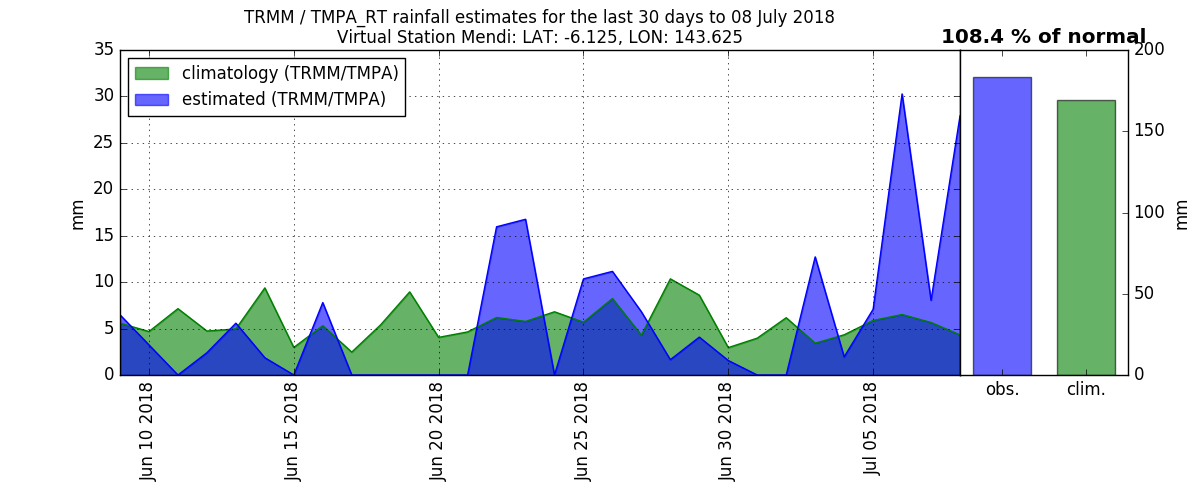 TRMM / TMPA_RT rainfall estimates for the last 30 days to 08 July 2018
Virtual Station Mendi: LAT: -6.125, LON: 143.625
108.4 % of normal
climatology (TRMM/TMPA)
estimated (TRMM/TMPA)
mm
35
30
25
20
15
10
5
0
Jun 10 2018
Jun 15 2018
Jun 20 2018
Jun 25 2018
Jun 30 2018
Jul 05 2018
obs.
clim.
200
150
100
50
0
mm